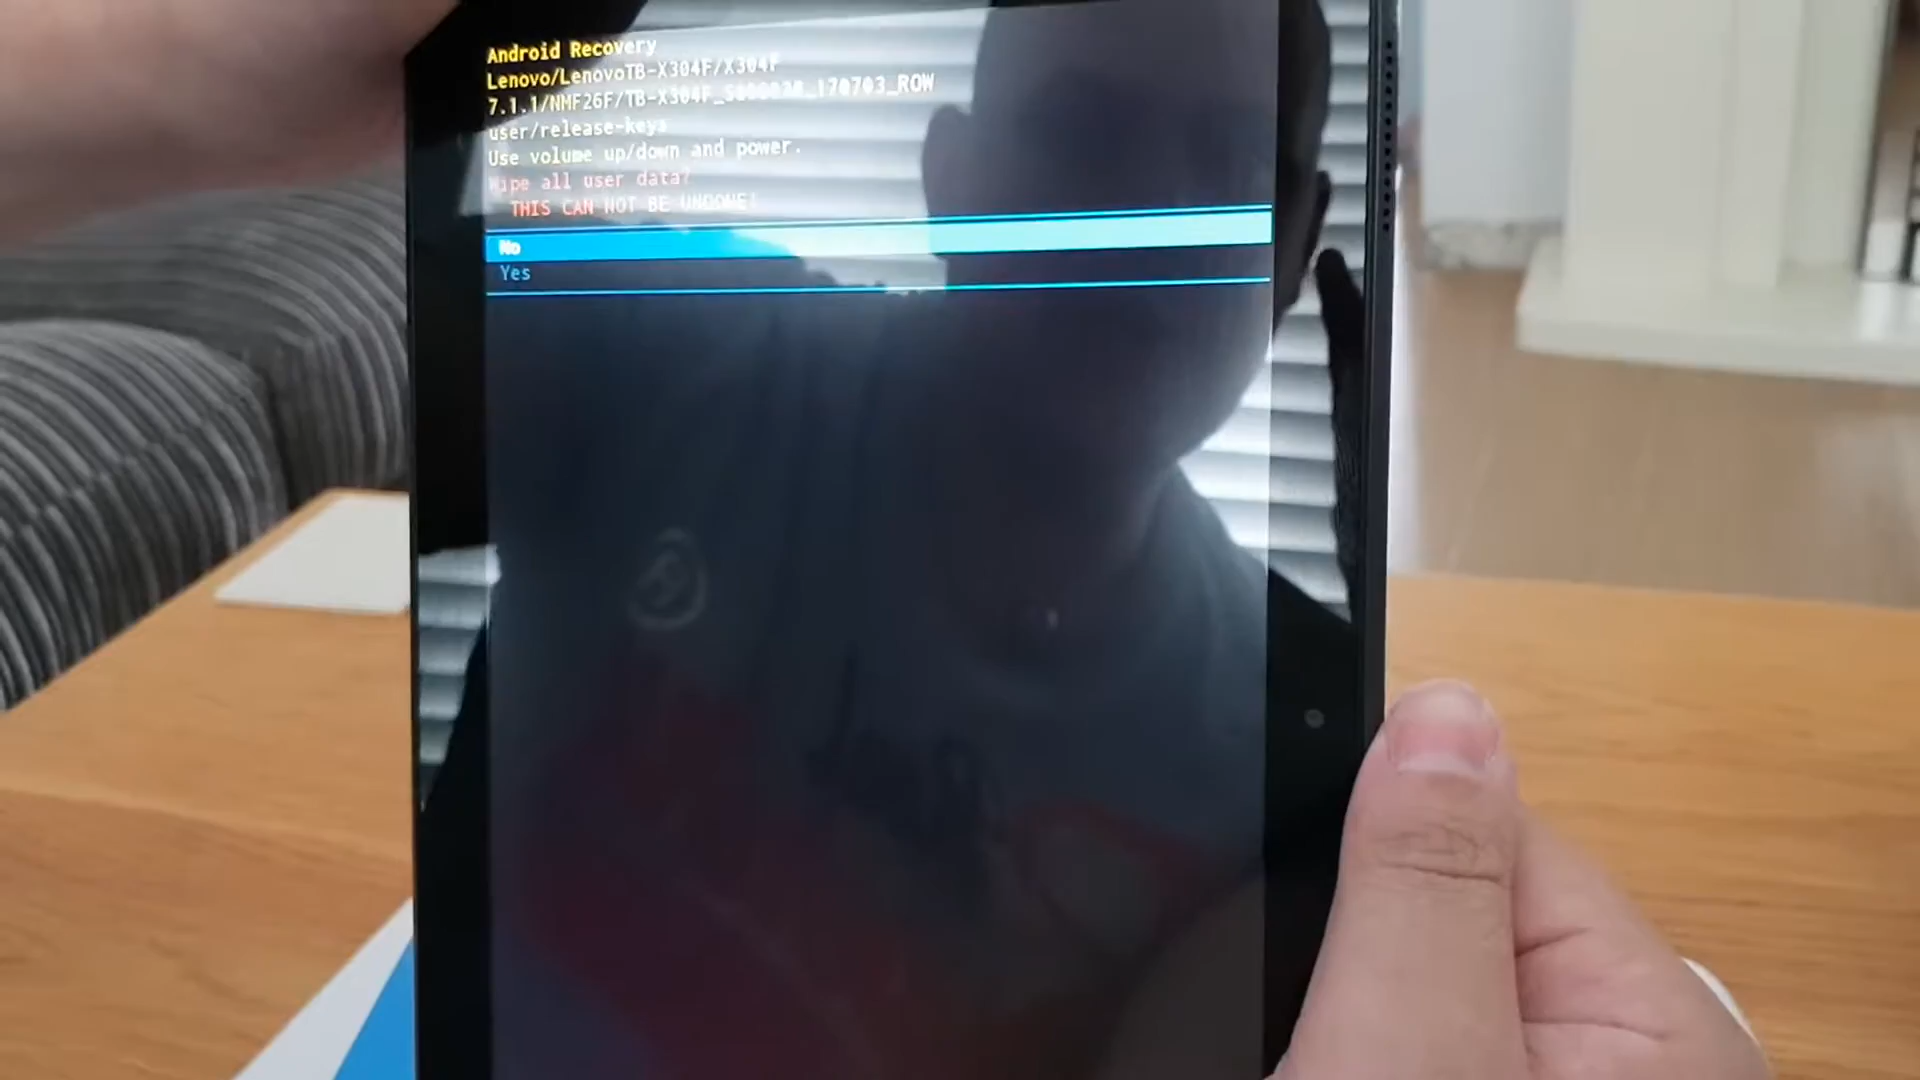 Android Recovery
Lenovo/LenovoTB-X304F/X304F
7.1.1/NMF26F/TB-X304F_
user/release-keys
Use volume up/down and power.
Wipe all user data?
THIS CAN NOT BE UNDONE!
No
Yes